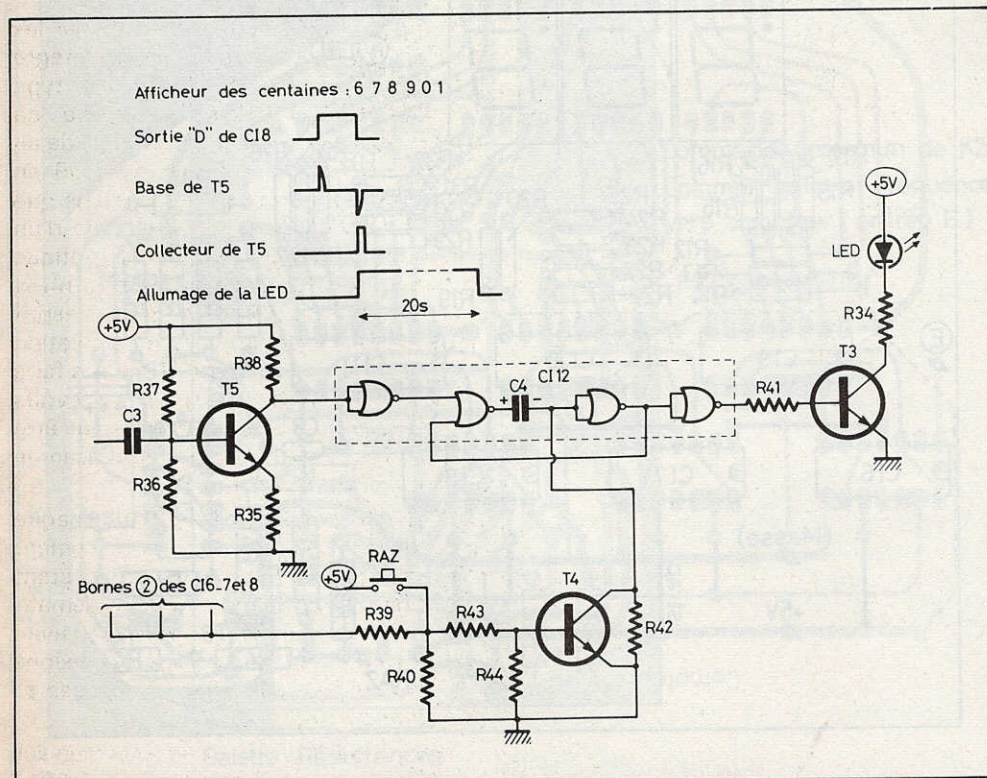 Afficheur des centaines : 6 7 8 9 0 1
Sortie "D" de CI8
Base de T5
Collecteur de T5
Allumage de la LED
20s
+5V
LED
R34
T3
+5V
R38
R37
T5
C3
R36
R35
CI12
C4
+ -
R41
Bornes ② des CI6_7et 8
+5V
RAZ
R39
R43
T4
R42
R40
R44